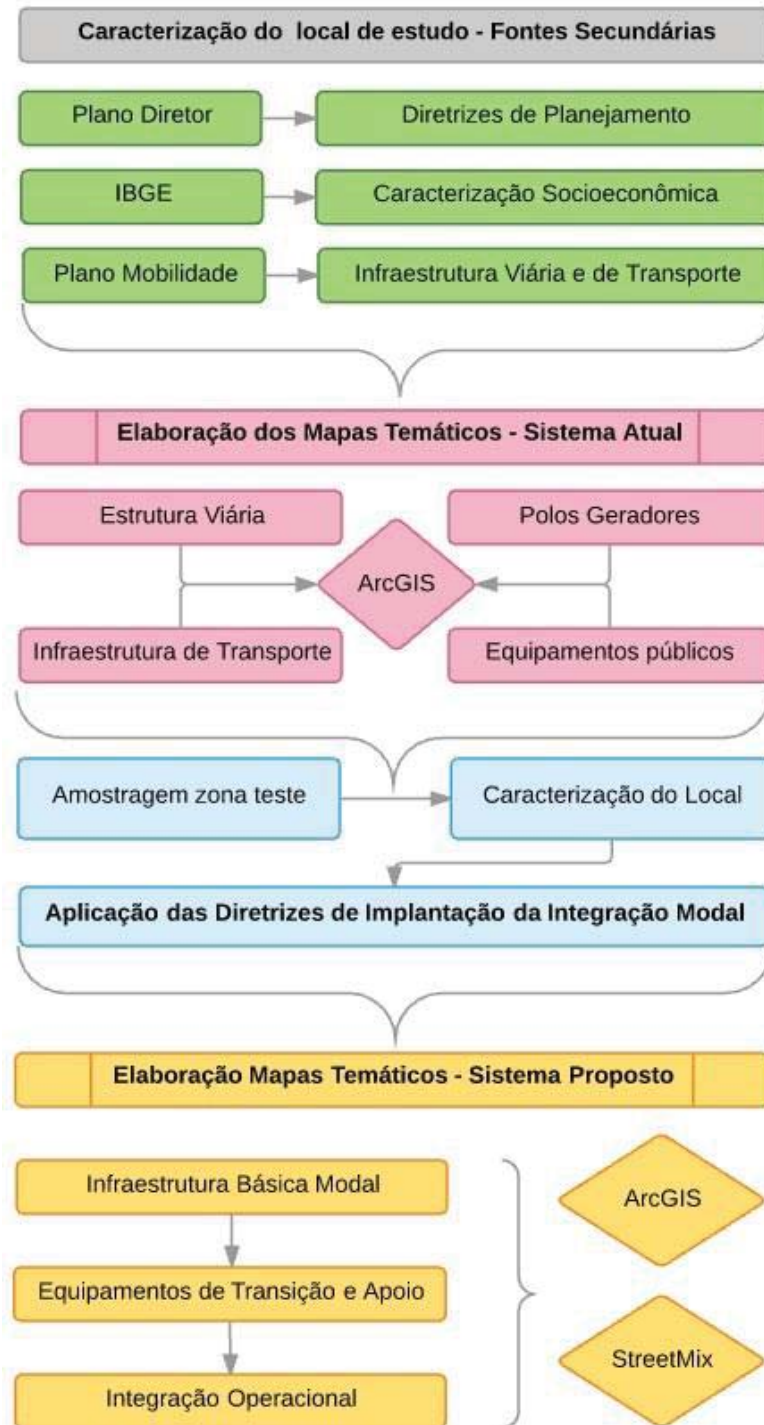 Caracterização do local de estudo - Fontes Secundárias
Plano Diretor
Diretrizes de Planejamento
IBGE
Caracterização Socioeconômica
Plano Mobilidade
Infraestrutura Viária e de Transporte
Elaboração dos Mapas Temáticos - Sistema Atual
Estrutura Viária
Polos Geradores
ArcGIS
Infraestrutura de Transporte
Equipamentos públicos
Amostragem zona teste
Caracterização do Local
Aplicação das Diretrizes de Implantação da Integração Modal
Elaboração Mapas Temáticos - Sistema Proposto
Infraestrutura Básica Modal
ArcGIS
Equipamentos de Transição e Apoio
StreetMix
Integração Operacional